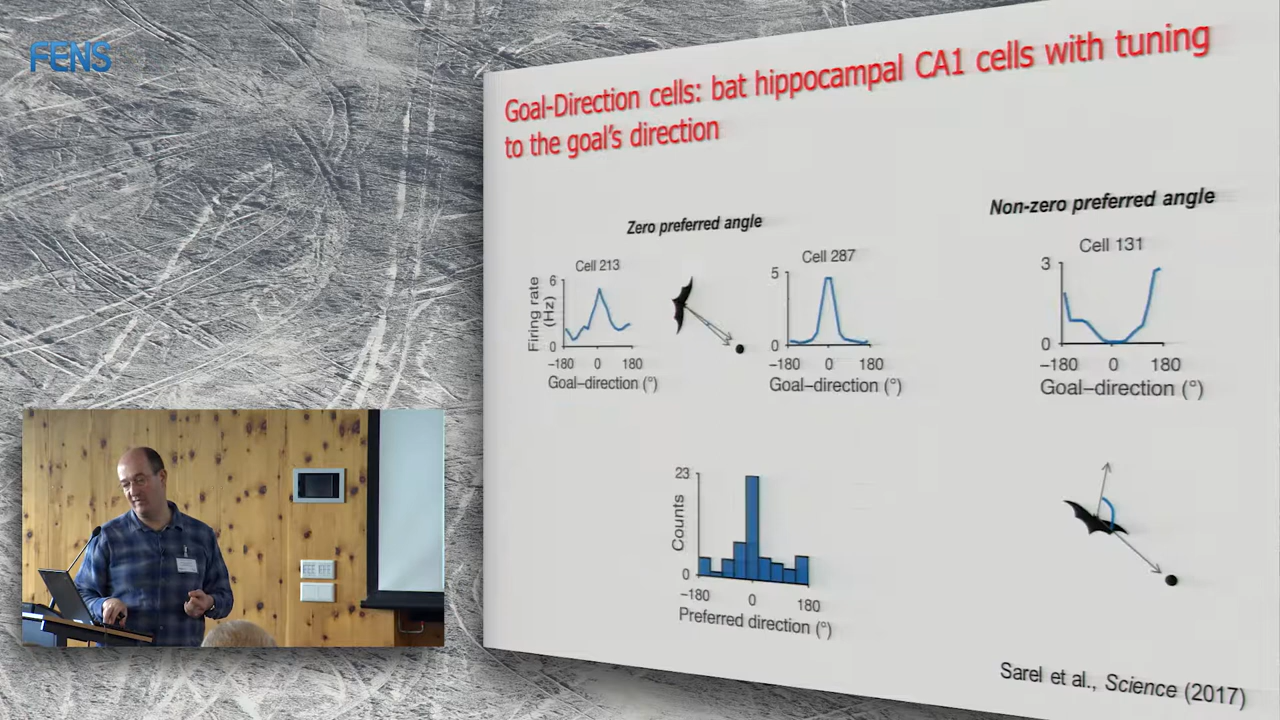 FENS
Goal-Direction cells: bat hippocampal CA1 cells with tuning
to the goal's direction
Zero preferred angle
Non-zero preferred angle
Cell 213
Firing rate
(Hz)
6
0
−180 0 180
Goal–direction (°)
Cell 287
5
0
−180 0 180
Goal–direction (°)
Cell 131
3
0
−180 0 180
Goal–direction (°)
Counts
23
0
−180 0 180
Preferred direction (°)
Sarel et al., Science (2017)